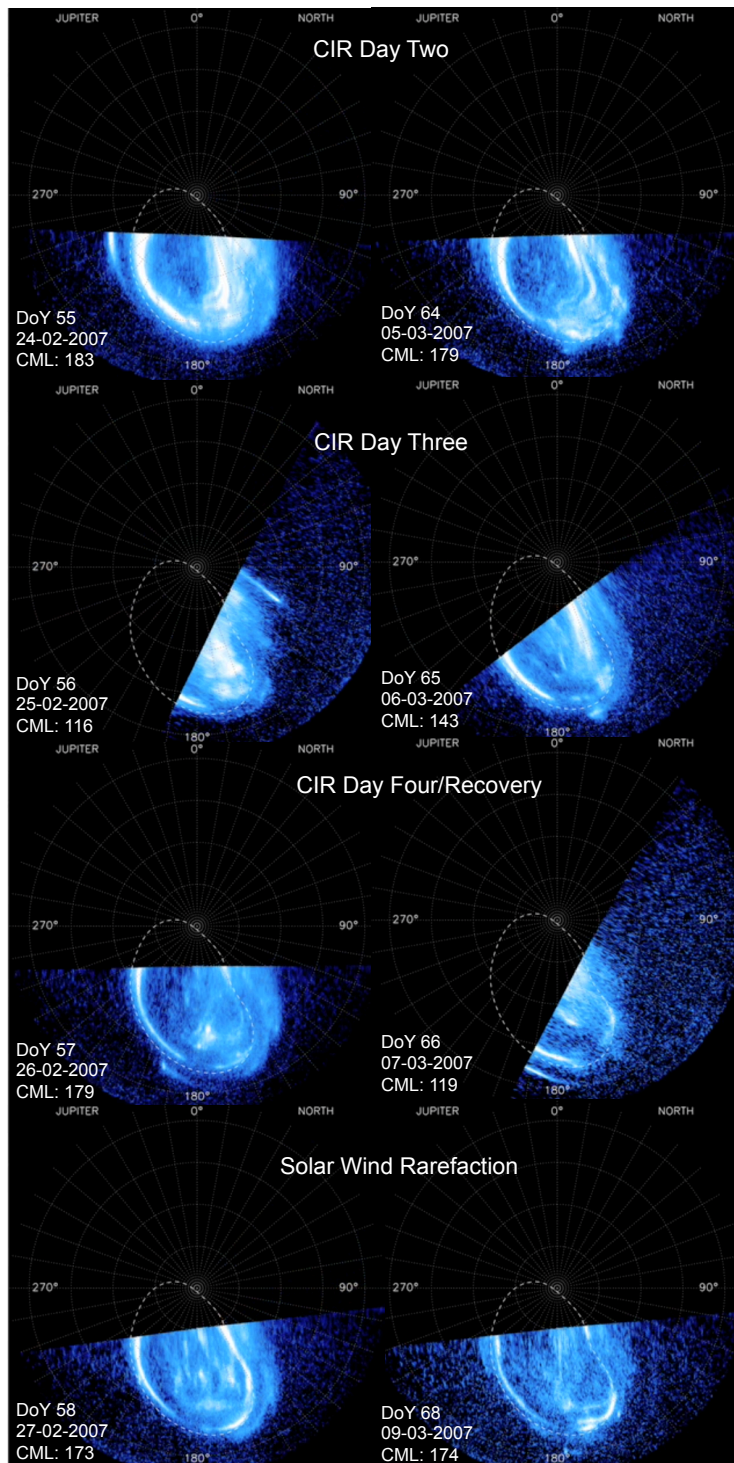 JUPITER 0° NORTH JUPITER 0° NORTH
CIR Day Two
270° 90° 270° 90°
DoY 55
24-02-2007
CML: 183
180°
DoY 64
05-03-2007
CML: 179
180°
JUPITER 0° NORTH JUPITER 0° NORTH
CIR Day Three
270° 90° 270° 90°
DoY 56
25-02-2007
CML: 116
180°
DoY 65
06-03-2007
CML: 143
180°
JUPITER 0° NORTH JUPITER 0° NORTH
CIR Day Four/Recovery
270° 90° 270° 90°
DoY 57
26-02-2007
CML: 179
180°
DoY 66
07-03-2007
CML: 119
180°
JUPITER 0° NORTH JUPITER 0° NORTH
Solar Wind Rarefaction
270° 90° 270° 90°
DoY 58
27-02-2007
CML: 173
180°
DoY 68
09-03-2007
CML: 174
180°